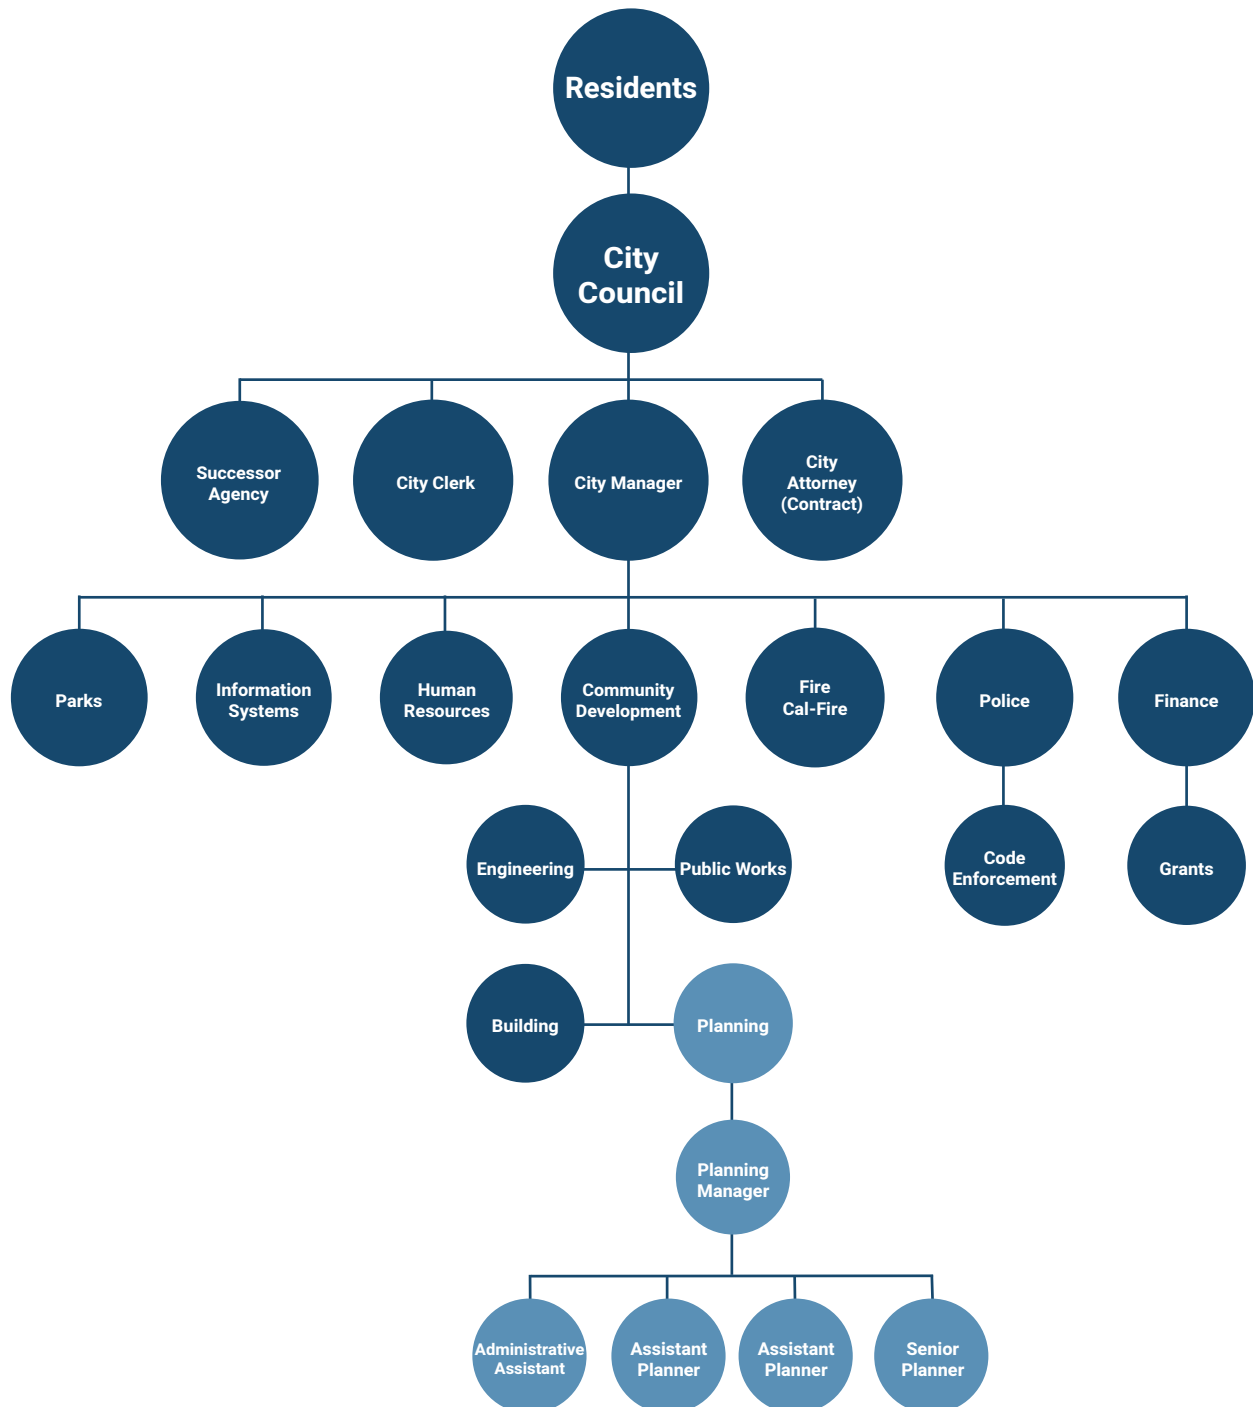 Residents
City
Council
Successor
Agency
City Clerk
City Manager
City
Attorney
(Contract)
Parks
Information
Systems
Human
Resources
Community
Development
Fire
Cal-Fire
Police
Finance
Engineering
Public Works
Code
Enforcement
Grants
Building
Planning
Planning
Manager
Administrative
Assistant
Assistant
Planner
Assistant
Planner
Senior
Planner